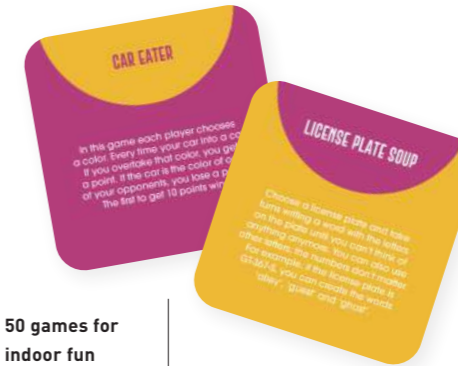 CAR EATER
In this game each player chooses
a color. Every time your car into a
If you overtake that color, you get
a point. If the car is the color of
of your opponents, you lose a
The first to get 10 points
LICENSE PLATE SOUP
Choose a license plate and take
turns writing a word with the letters
on the plate until you can't think of
anything anymore. You can also use
other letters; the numbers don't matter.
For example, if the license plate is
you can create the words
and 'ghost'.
50 games for
indoor fun